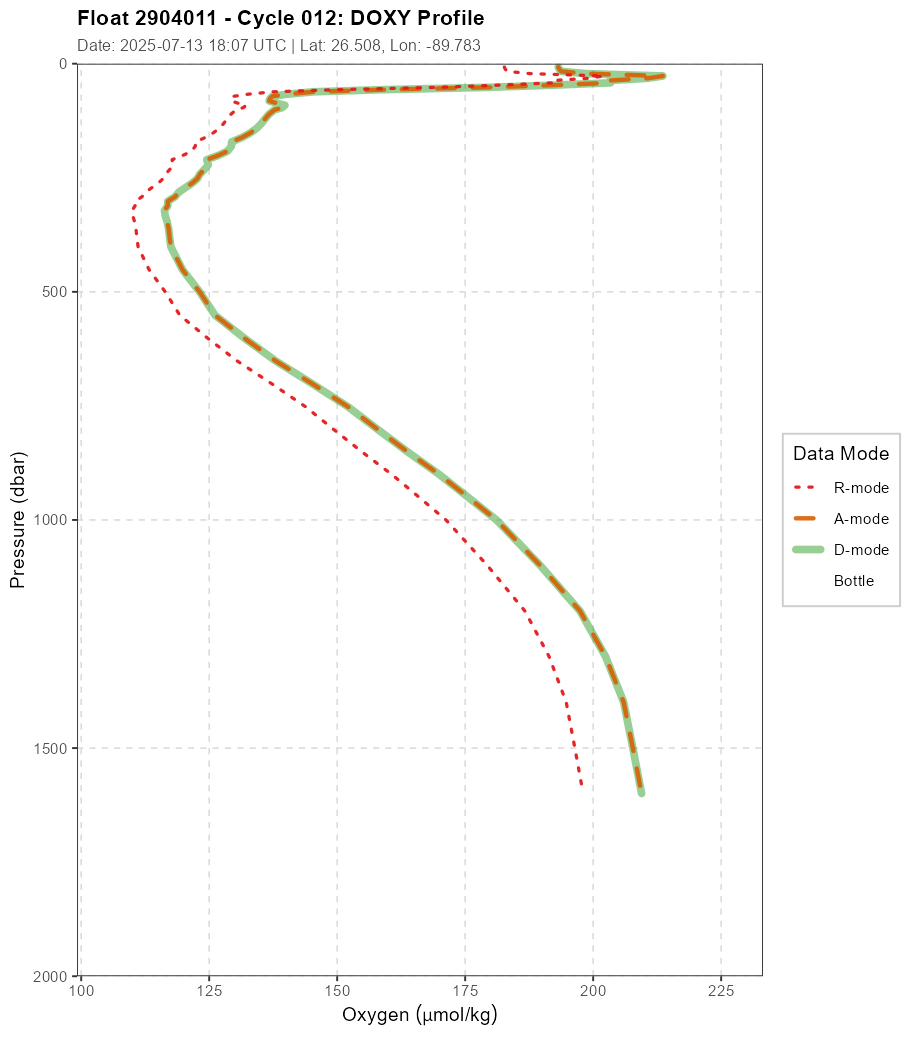 Float 2904011 - Cycle 012: DOXY Profile
Date: 2025-07-13 18:07 UTC | Lat: 26.508, Lon: -89.783
0
500
1000
1500
2000
Pressure (dbar)
100 125 150 175 200 225
Oxygen (μmol/kg)
Data Mode
R-mode
A-mode
D-mode
Bottle